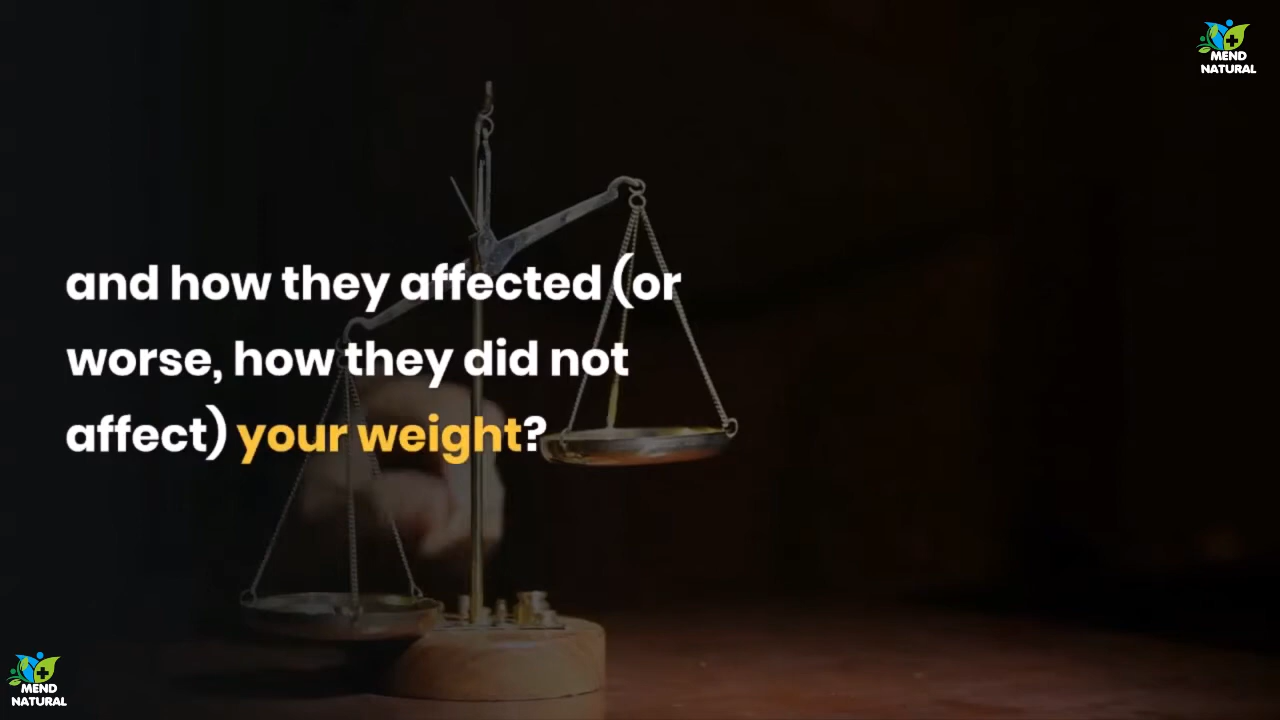 MEND
NATURAL
and how they affected (or
worse, how they did not
affect) your weight?
MEND
NATURAL